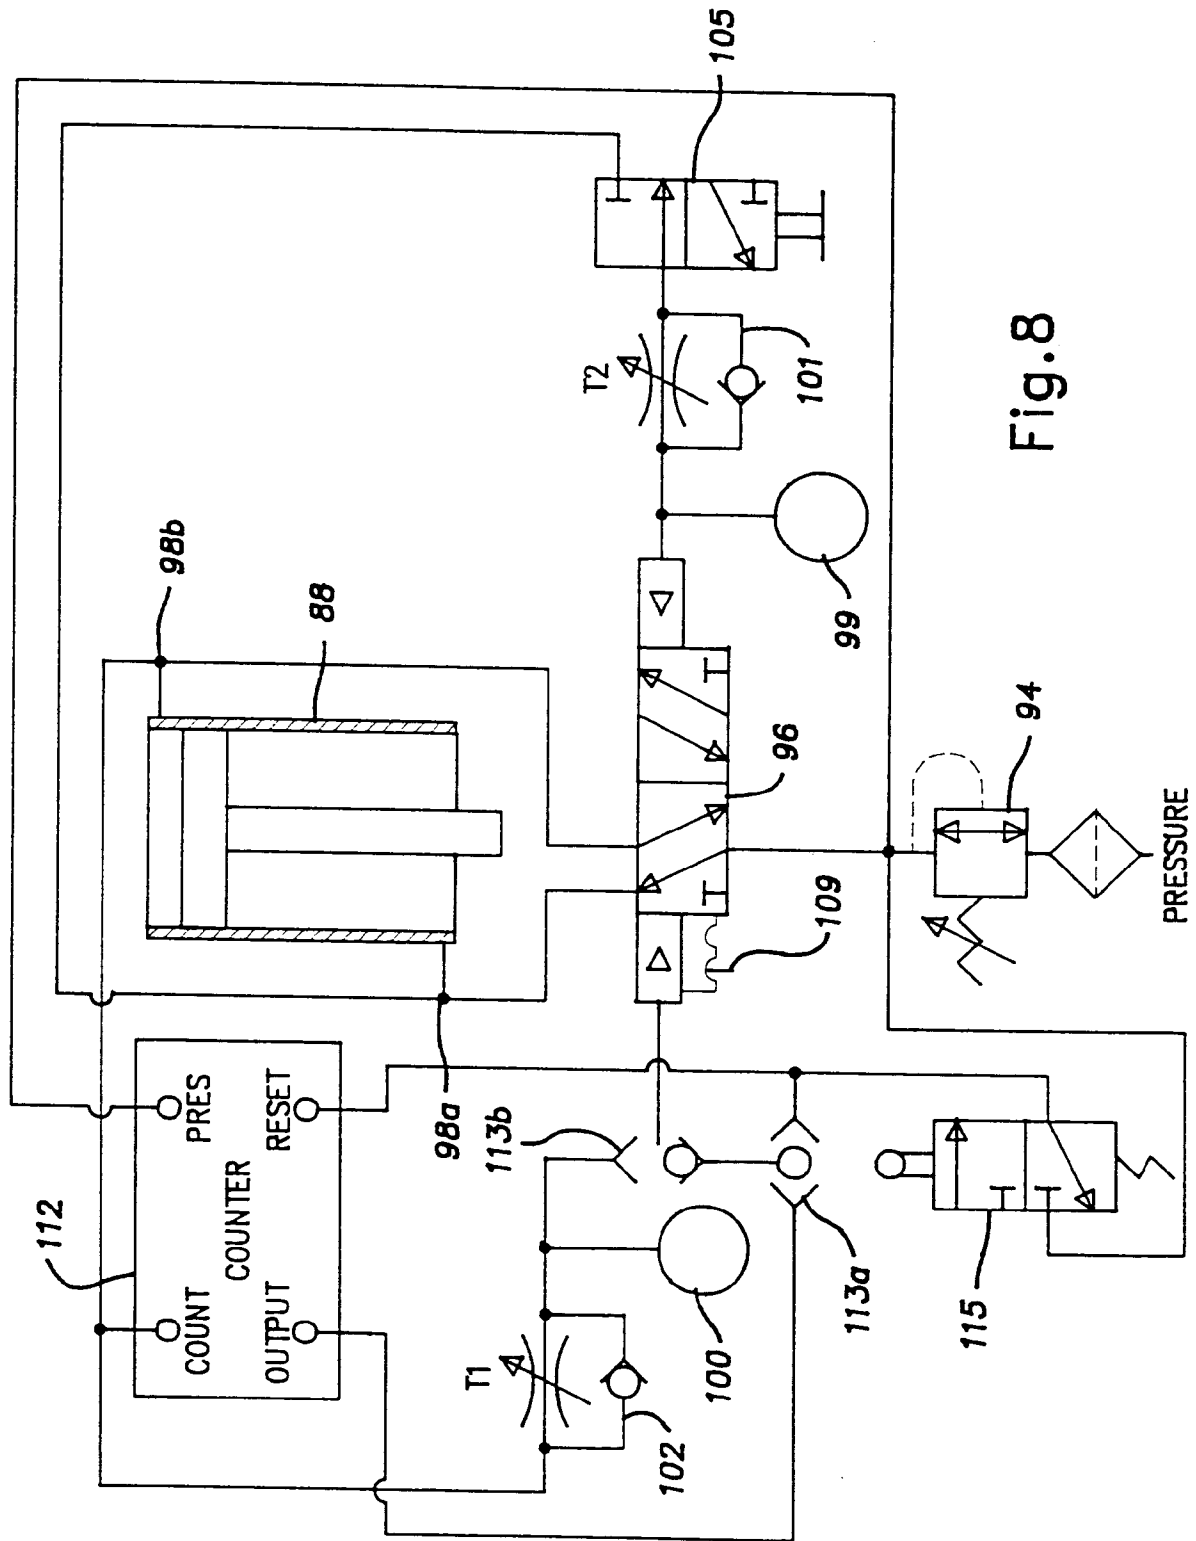 112
COUNT
PRES
COUNTER
OUTPUT
RESET
98a
98b
88
T1
102
100
113b
113a
115
109
96
94
PRESSURE
99
T2
101
105
Fig.8